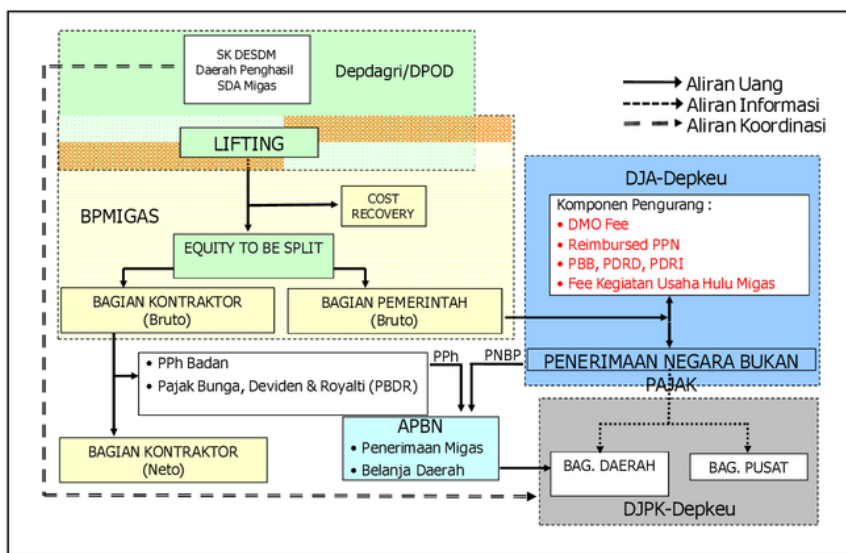 SK DESDM
Daerah Penghasil
SDA Migas
Depdagri/DPOD
Aliran Uang
Aliran Informasi
Aliran Koordinasi
LIFTING
BPMIGAS
COST
RECOVERY
EQUITY TO BE SPLIT
BAGIAN KONTRAKTOR
(Bruto)
BAGIAN PEMERINTAH
(Bruto)
DJA-Depkeu
Komponen Pengurang :
• DMO Fee
• Reimbursed PPN
• PBB, PDRD, PDRI
• Fee Kegiatan Usaha Hulu Migas
• PPh Badan
• Pajak Bunga, Deviden & Royalti (PBDR)
PPh
PNBP
PENERIMAAN NEGARA BUKAN
PAJAK
BAGIAN KONTRAKTOR
(Neto)
APBN
• Penerimaan Migas
• Belanja Daerah
BAG. DAERAH
BAG. PUSAT
DJPK-Depkeu